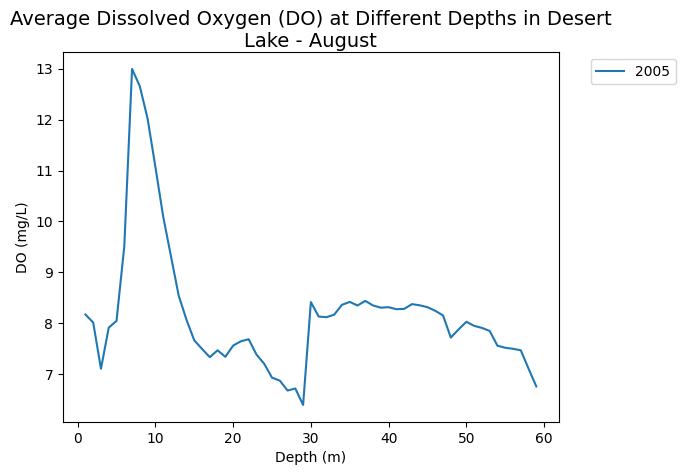 Average Dissolved Oxygen (DO) at Different Depths in Desert
Lake - August
2005
DO (mg/L)
13
12
11
10
9
8
7
0 10 20 30 40 50 60
Depth (m)